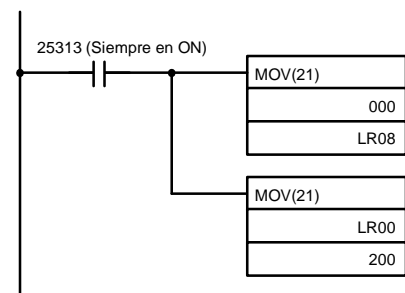 25313 (Siempre en ON)
MOV(21)
000
LR08
MOV(21)
LR00
200